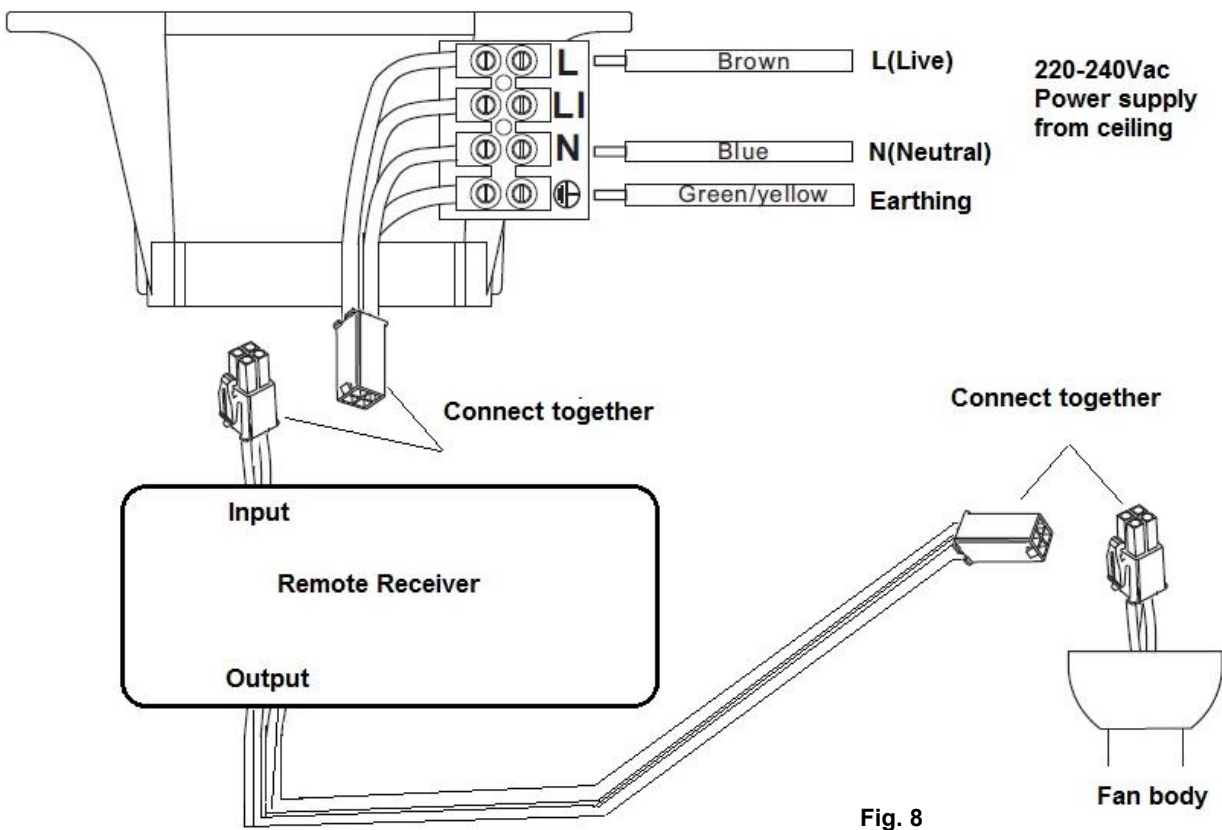 L
Brown
L(Live)
220-240Vac
Power supply
from ceiling
L1
N
Blue
N(Neutral)
Green/yellow
Earthing
Connect together
Connect together
Input
Remote Receiver
Output
Fan body
Fig. 8